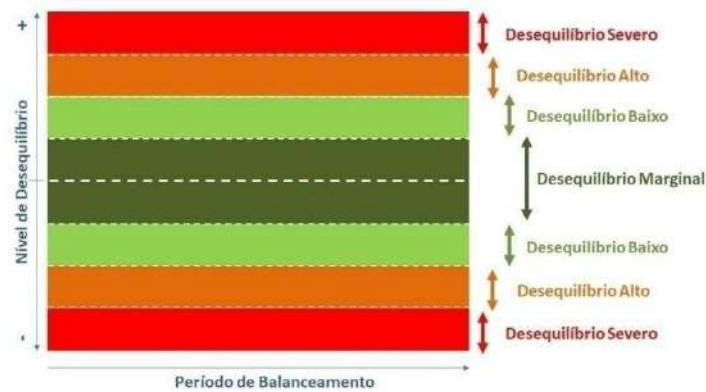 +
Desequilíbrio Severo
Desequilíbrio Alto
Desequilíbrio Baixo
Desequilíbrio Marginal
Desequilíbrio Baixo
Desequilíbrio Alto
Desequilíbrio Severo
-
Nível de Desequilíbrio
Período de Balanceamento